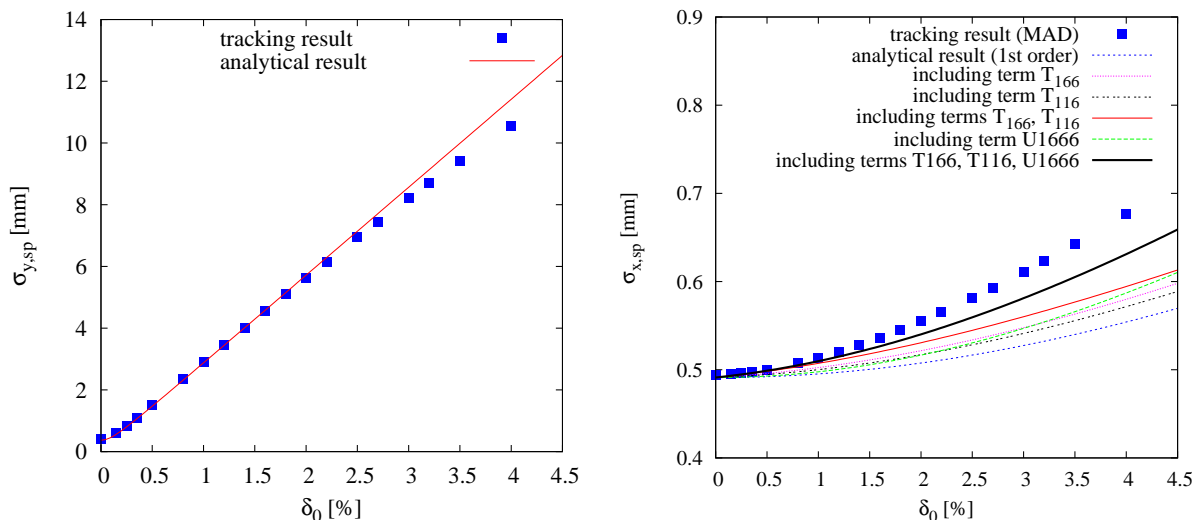 14
12
10
8
6
4
2
0
0 0.5 1 1.5 2 2.5 3 3.5 4 4.5
σy,sp [mm]
δ0 [%]
tracking result
analytical result
0.9
0.8
0.7
0.6
0.5
0.4
0 0.5 1 1.5 2 2.5 3 3.5 4 4.5
σx,sp [mm]
δ0 [%]
tracking result (MAD)
analytical result (1st order)
including term T166
including term T116
including terms T166, T116
including term U1666
including terms T166, T116, U1666